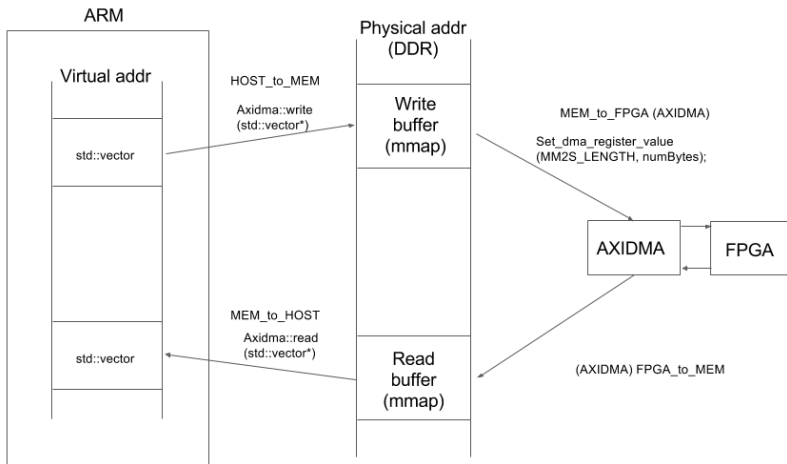 ARM
Physical addr
(DDR)
Virtual addr
HOST_to_MEM
Axidma::write
(std::vector*)
Write
buffer
(mmap)
MEM_to_FPGA (AXIDMA)
Set_dma_register_value
(MM2S_LENGTH, numBytes);
std::vector
AXIDMA
FPGA
MEM_to_HOST
Axidma::read
(std::vector*)
std::vector
Read
buffer
(mmap)
(AXIDMA) FPGA_to_MEM